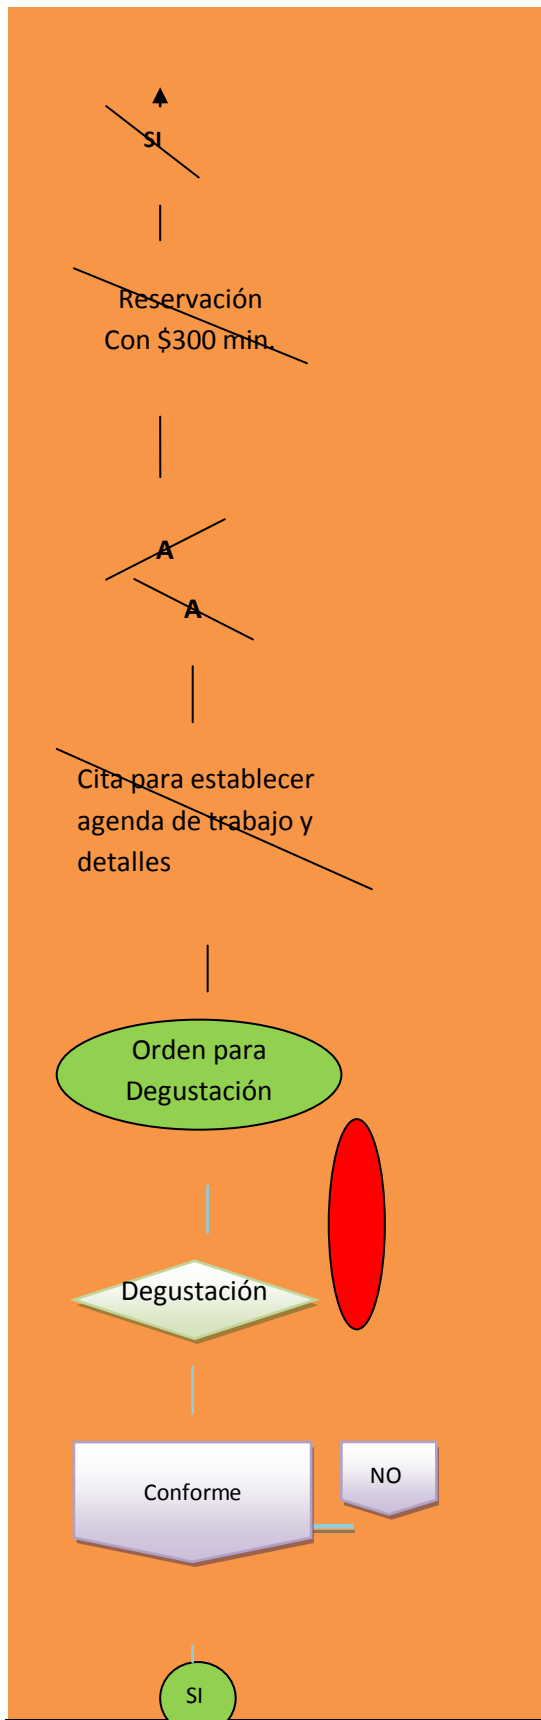 SI
Reservación
Con $300 min.
A
A
Cita para establecer
agenda de trabajo y
detalles
Orden para
Degustación
Degustación
Conforme
NO
SI